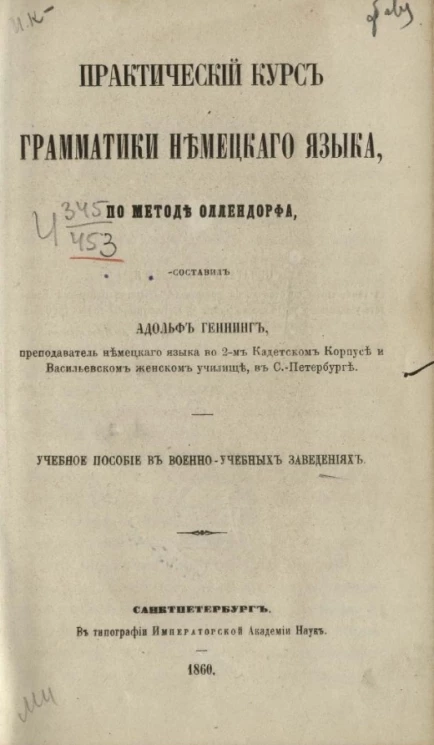 ПРАКТИЧЕСКІЙ КУРСЪ
ГРАММАТИКИ НѢМЕЦКАГО ЯЗЫКА,
ПО МЕТОДѢ ОЛЛЕНДОРФА,
345
453
СОСТАВИЛЪ
АДОЛЬФЪ ГЕННИНГЪ,
преподаватель нѣмецкаго языка во 2-мъ Кадетскомъ Корпусѣ и
Васильевскомъ женскомъ училищѣ, въ С.-Петербургѣ.
УЧЕБНОЕ ПОСОБІЕ ВЪ ВОЕННО-УЧЕБНЫХЪ ЗАВЕДЕНІЯХЪ.
САНКТПЕТЕРБУРГЪ.
Въ типографіи Императорской Академіи Наукъ.
1860.